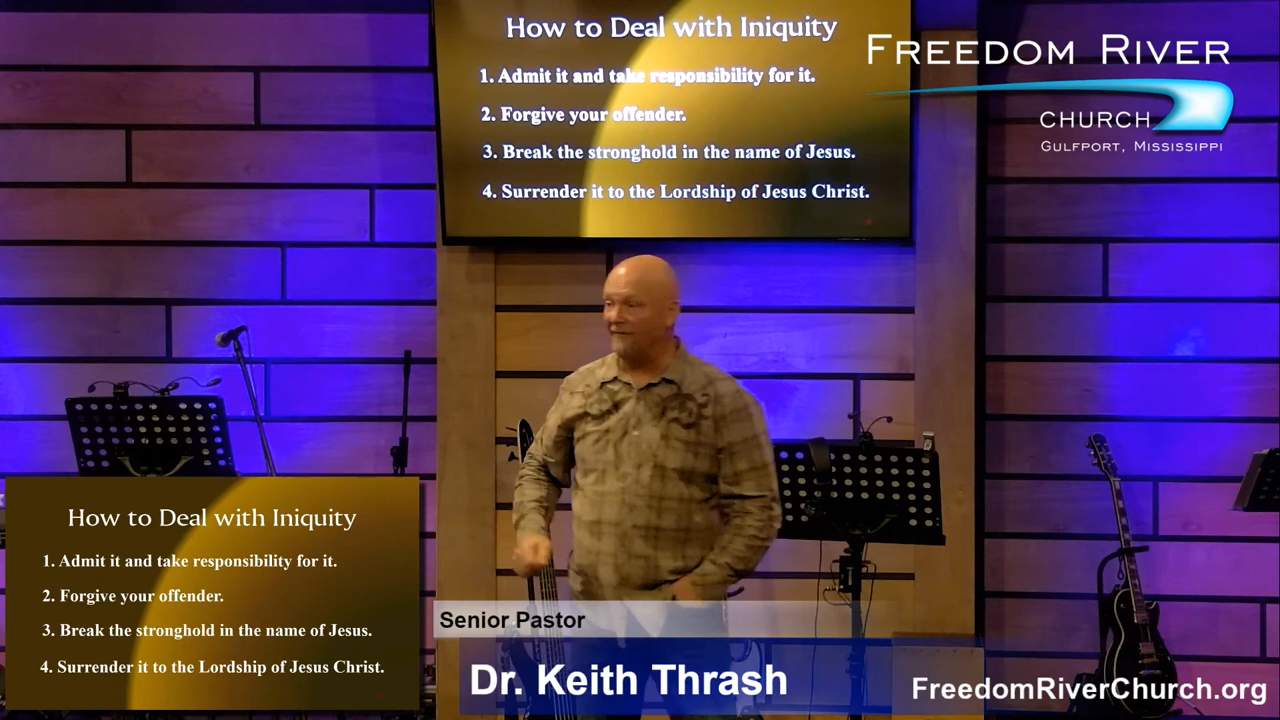 How to Deal with Iniquity
1. Admit it and take responsibility for it.
2. Forgive your offender.
3. Break the stronghold in the name of Jesus.
4. Surrender it to the Lordship of Jesus Christ.
FREEDOM RIVER
CHURCH
GULFPORT, MISSISSIPPI
How to Deal with Iniquity
1. Admit it and take responsibility for it.
2. Forgive your offender.
3. Break the stronghold in the name of Jesus.
4. Surrender it to the Lordship of Jesus Christ.
Senior Pastor
Dr. Keith Thrash
FreedomRiverChurch.org